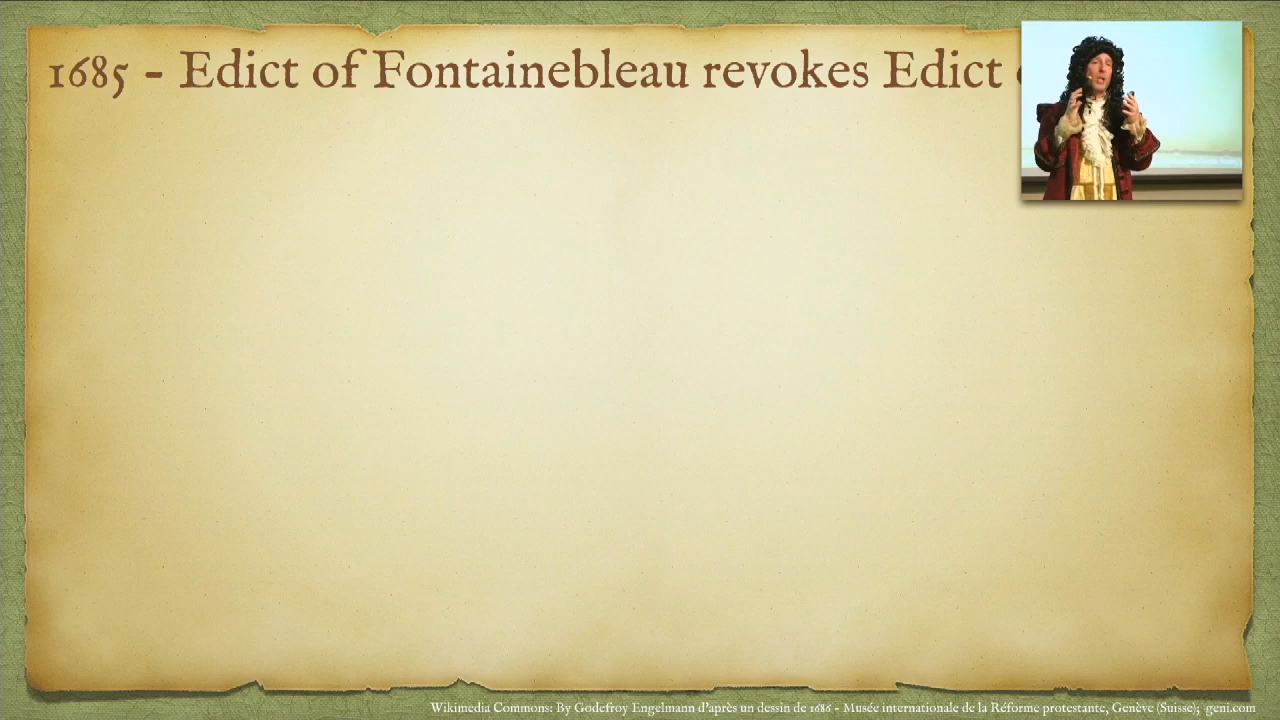 1685 - Edict of Fontainebleau revokes Edict
Wikimedia Commons: By Godefroy Engelmann d'après un dessin de 1686 - Musée internationale de la Réforme protestante, Genève (Suisse); geni.com